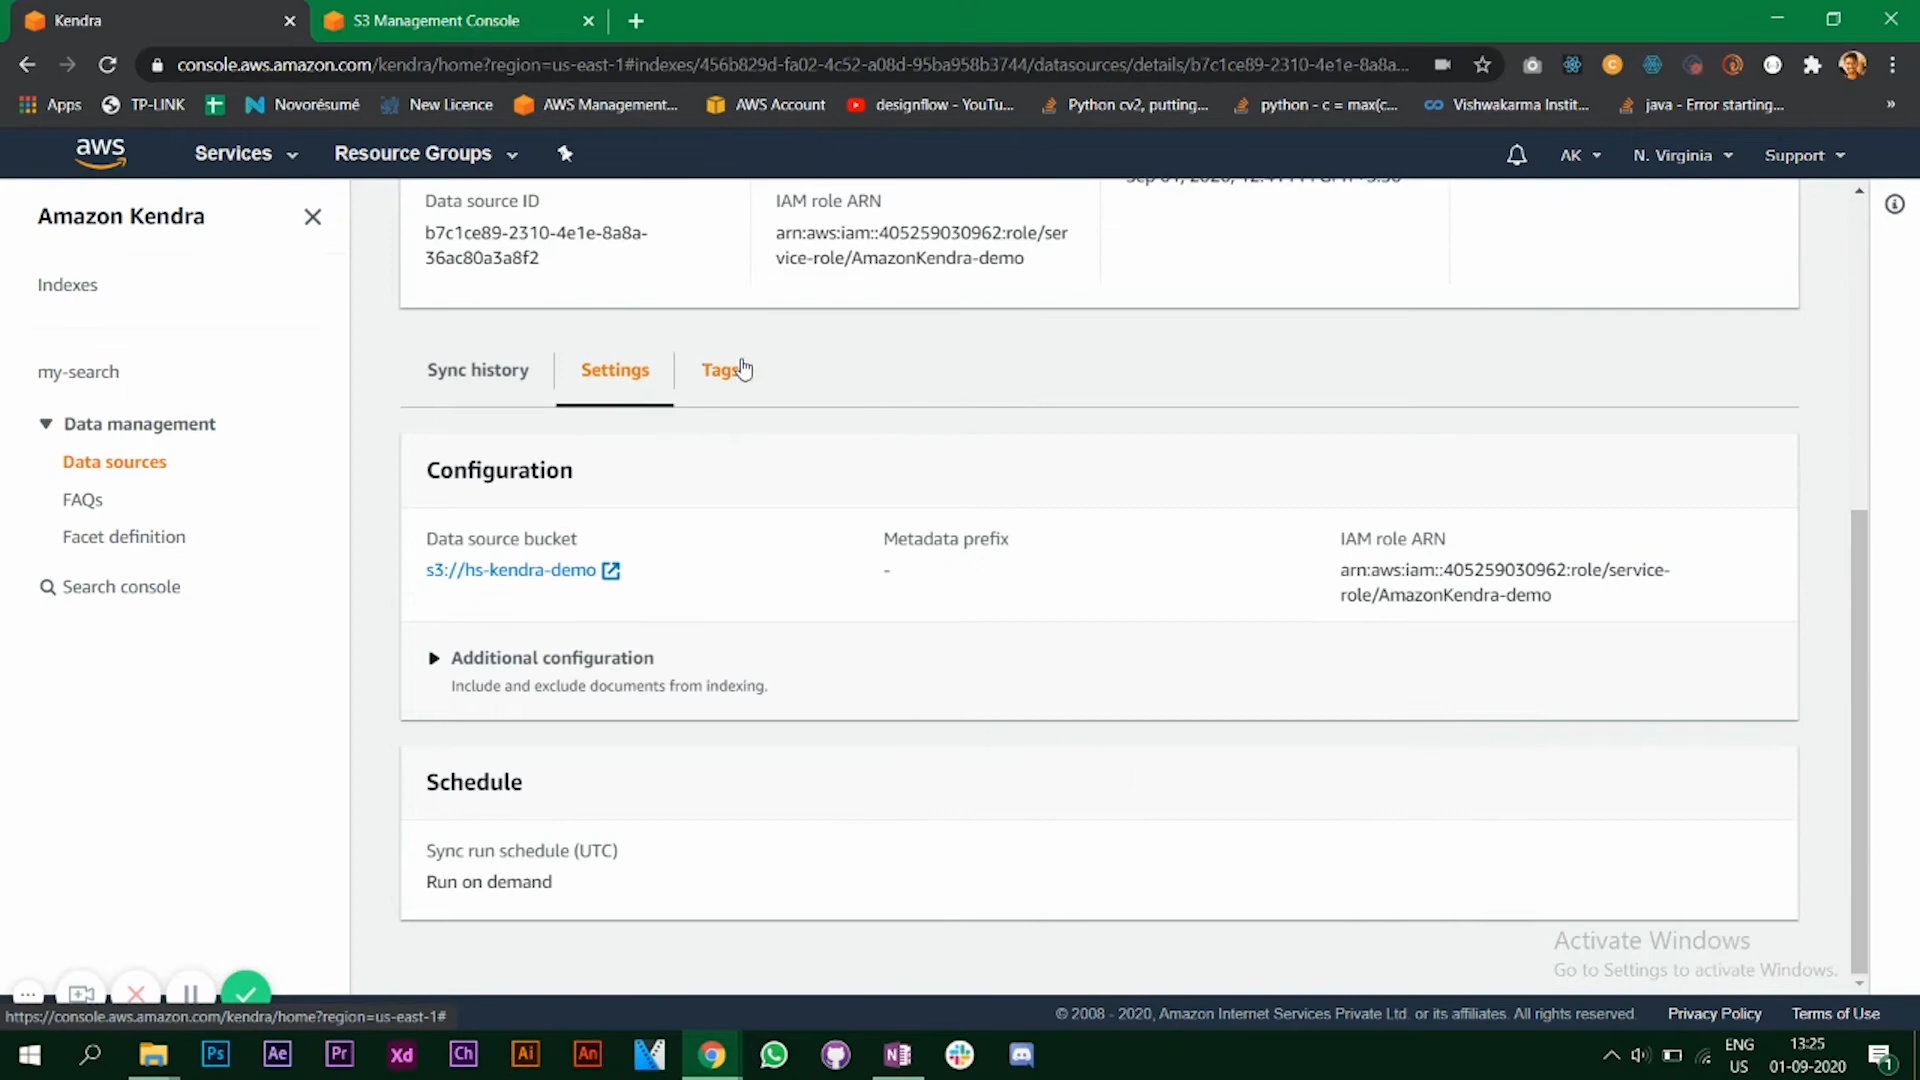 Kendra
S3 Management Console
console.aws.amazon.com/kendra/home?region=us-east-1#indexes/456b829d-fa02-4c52-a08d-95ba958b3744/datasources/details/b7c1ce89-2310-4e1e-8a8a...
Apps TP-LINK Novorésumé New Licence AWS Management... AWS Account designflow - YouTu... Python cv2, putting... python - c = max(c... Vishwakarma Instit... java - Error starting... »
aws Services Resource Groups AK N. Virginia Support
Amazon Kendra
Indexes
my-search
Data management
Data sources
FAQs
Facet definition
Search console
Data source ID
b7c1ce89-2310-4e1e-8a8a-
36ac80a3a8f2
IAM role ARN
arn:aws:iam::405259030962:role/ser
vice-role/AmazonKendra-demo
Sync history Settings Tags
Configuration
Data source bucket
s3://hs-kendra-demo
Metadata prefix
-
IAM role ARN
arn:aws:iam::405259030962:role/service-
role/AmazonKendra-demo
Additional configuration
Include and exclude documents from indexing.
Schedule
Sync run schedule (UTC)
Run on demand
Activate Windows
Go to Settings to activate Windows.
https://console.aws.amazon.com/kendra/home?region=us-east-1#
© 2008 - 2020, Amazon Internet Services Private Ltd. or its affiliates. All rights reserved. Privacy Policy Terms of Use
Ps Ae Pr Xd Ch Ai An N
ENG
US
13:25
01-09-2020
1